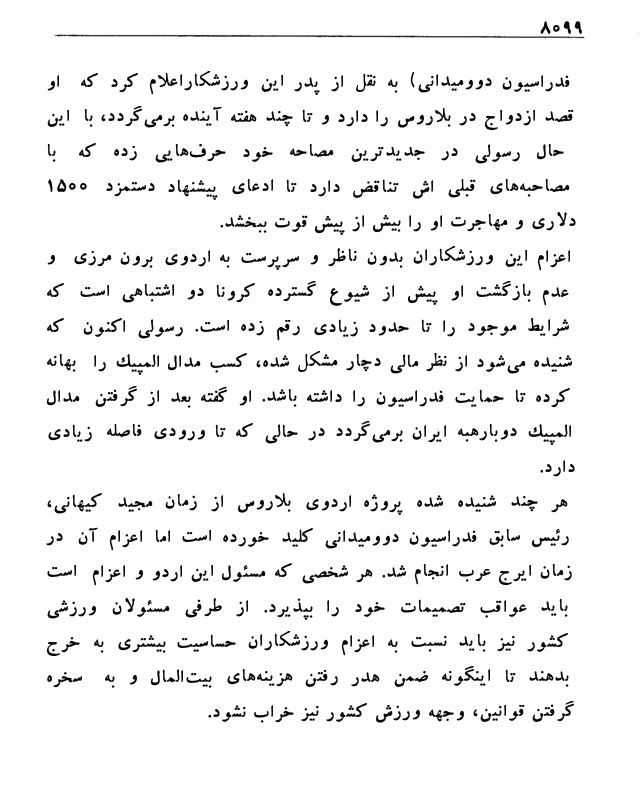 ۸۰۹۹
فدراسیون دوومیدانی) به نقل از پدر این ورزشکاراعلام کرد که او
قصد ازدواج در بلاروس را دارد و تا چند هفته آینده برمی‌گردد، با این
حال رسولی در جدیدترین مصاحه خود حرف‌هایی زده که با
مصاحبه‌های قبلی اش تناقض دارد تا ادعای پیشنهاد دستمزد ۱۵۰۰
دلاری و مهاجرت او را بیش از پیش قوت ببخشد.
اعزام این ورزشکاران بدون ناظر و سرپرست به اردوی برون مرزی و
عدم بازگشت او پیش از شیوع گسترده کرونا دو اشتباهی است که
شرایط موجود را تا حدود زیادی رقم زده است. رسولی اکنون که
شنیده می‌شود از نظر مالی دچار مشکل شده، کسب مدال المپیك را بهانه
کرده تا حمایت فدراسیون را داشته باشد. او گفته بعد از گرفتن مدال
المپیك دوبارهبه ایران برمی‌گردد در حالی که تا ورودی فاصله زیادی
دارد.
هر چند شنیده شده پروژه اردوی بلاروس از زمان مجید کیهانی،
رئیس سابق فدراسیون دوومیدانی کلید خورده است اما اعزام آن در
زمان ایرج عرب انجام شد. هر شخصی که مسئول این اردو و اعزام است
باید عواقب تصمیمات خود را بپذیرد. از طرفی مسئولان ورزشی
کشور نیز باید نسبت به اعزام ورزشکاران حساسیت بیشتری به خرج
بدهند تا اینگونه ضمن هدر رفتن هزینه‌های بیت‌المال و به سخره
گرفتن قوانین، وجهه ورزش کشور نیز خراب نشود.